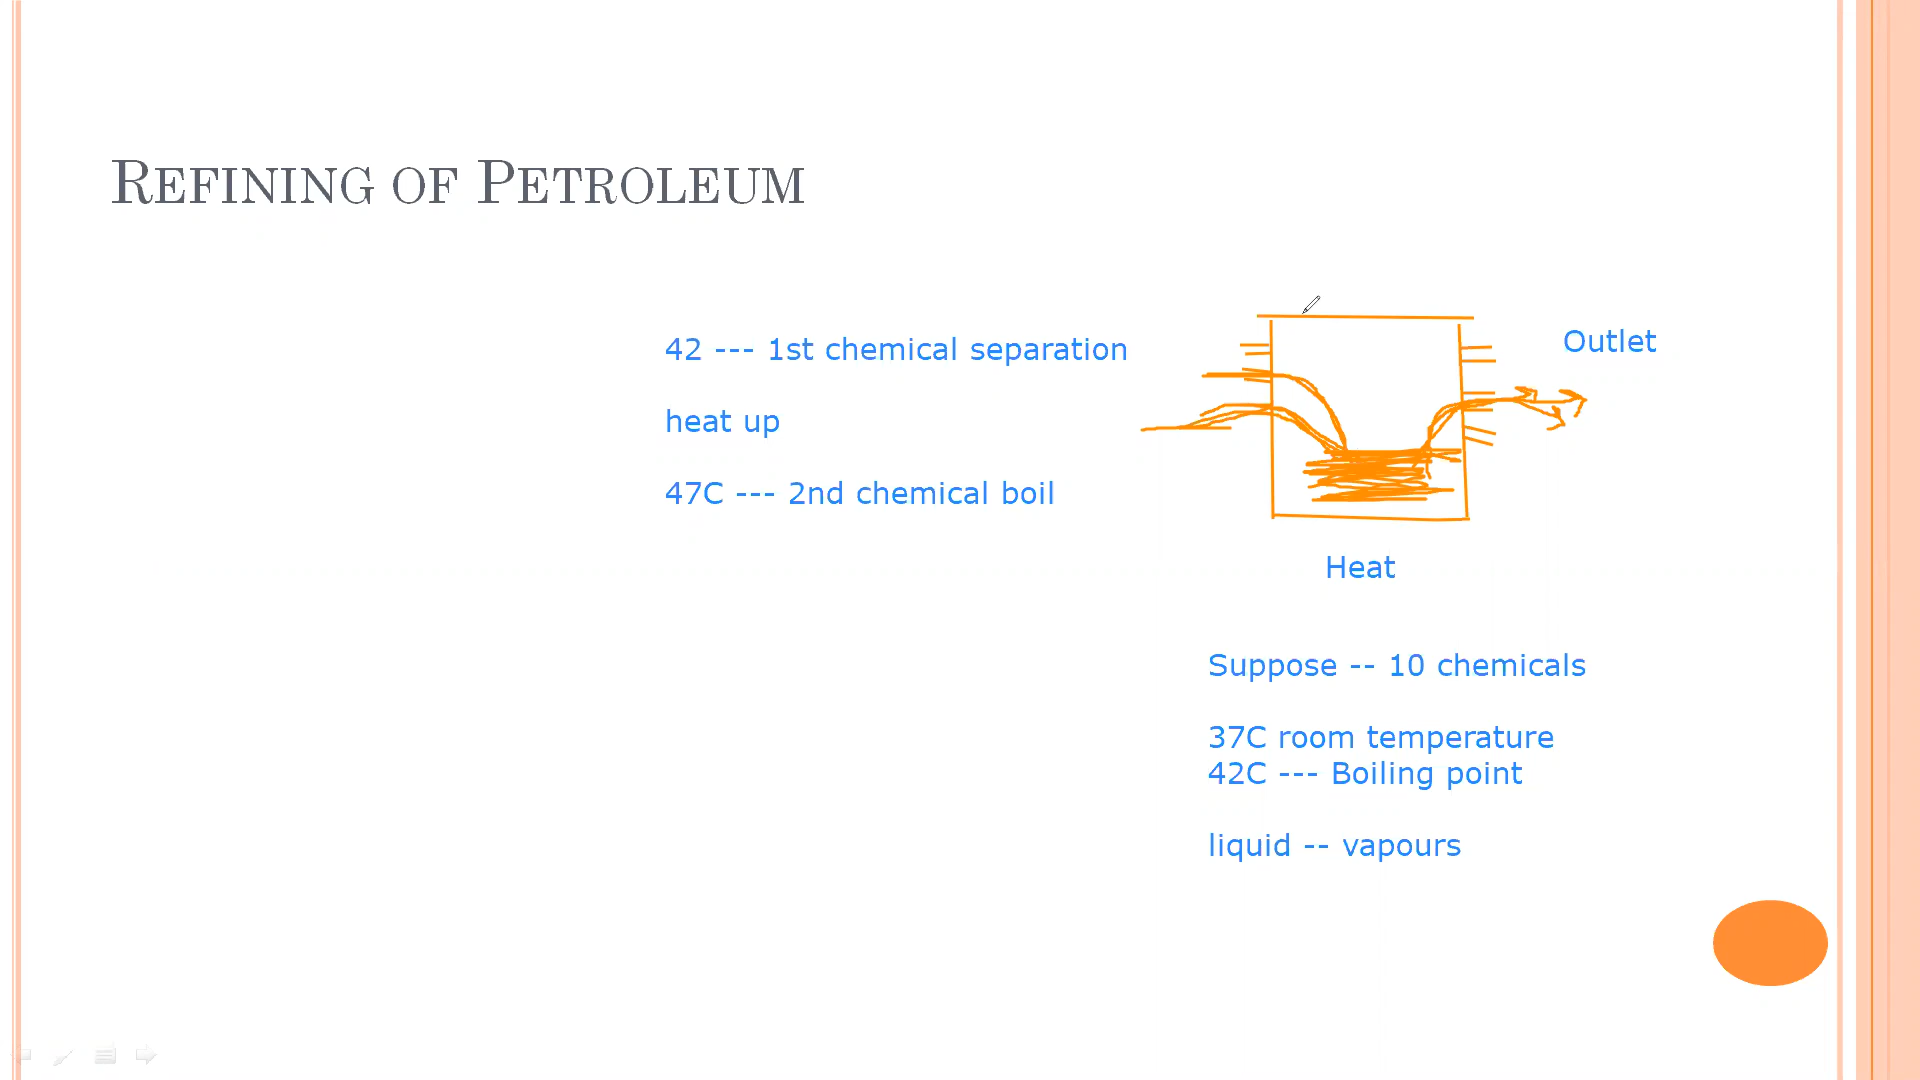 REFINING OF PETROLEUM
42 --- 1st chemical separation
heat up
47C --- 2nd chemical boil
Outlet
Heat
Suppose -- 10 chemicals
37C room temperature
42C --- Boiling point
liquid -- vapours